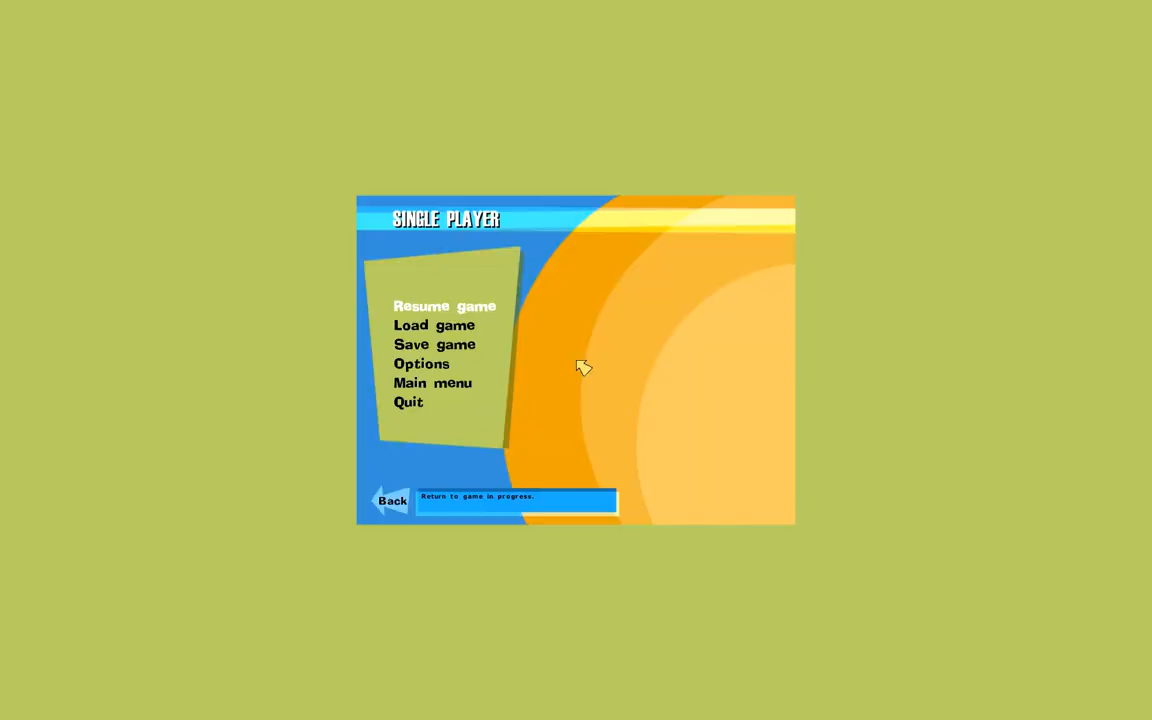 SINGLE PLAYER
Resume game
Load game
Save game
Options
Main menu
Quit
Back
Return to game in progress.